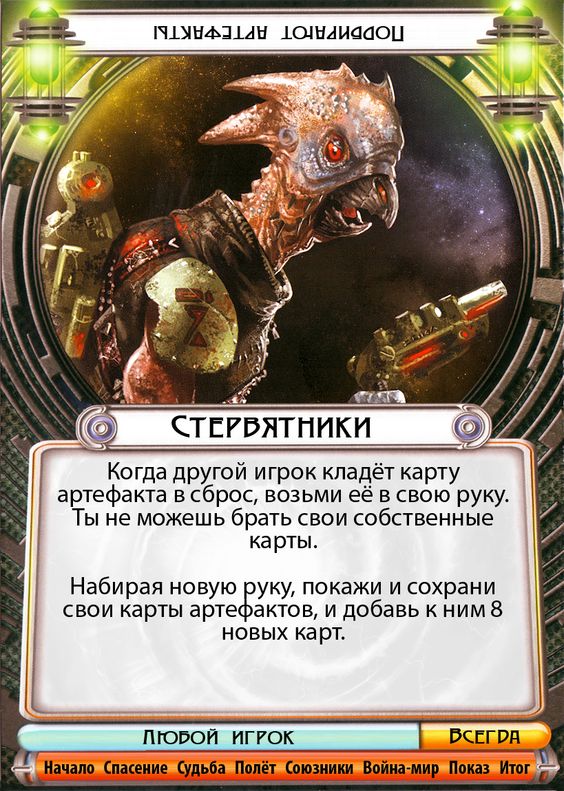 Подбирают артефакты
Стервятники
Когда другой игрок кладёт карту
артефакта в сброс, возьми её в свою руку.
Ты не можешь брать свои собственные
карты.
Набирая новую руку, покажи и сохрани
свои карты артефактов, и добавь к ним 8
новых карт.
Любой игрок
Всегда
Начало Спасение Судьба Полёт Союзники Война-мир Показ Итог